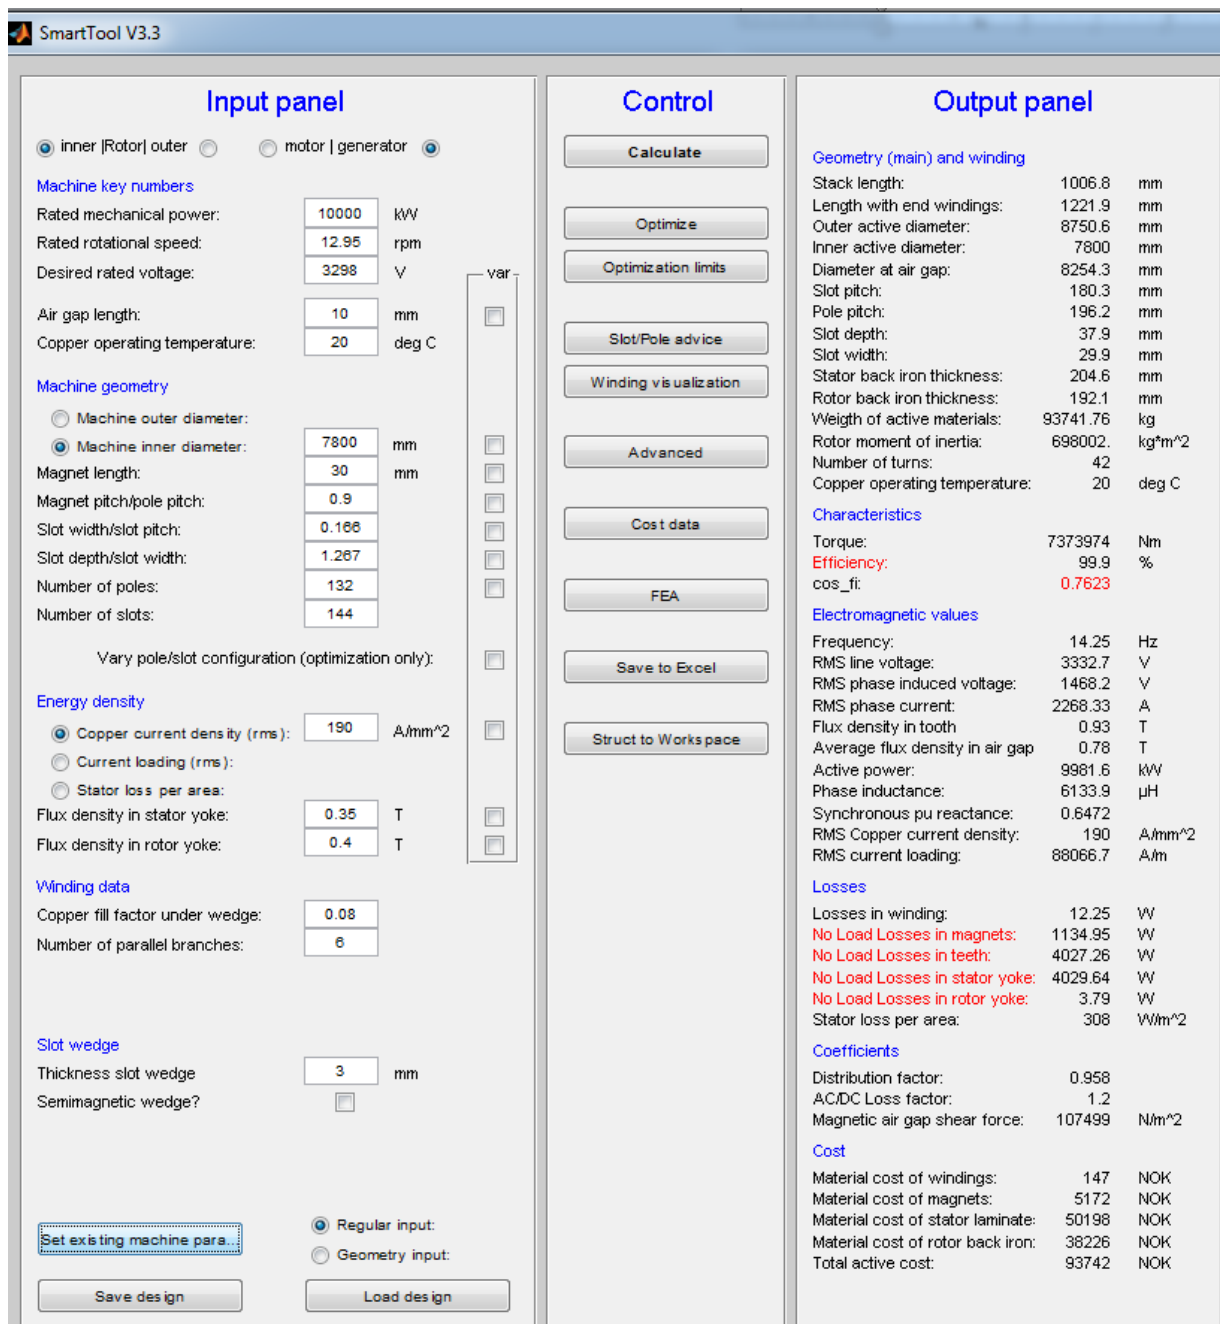 SmartTool V3.3
Input panel
inner |Rotor| outer
motor | generator
Machine key numbers
Rated mechanical power: 10000 kW
Rated rotational speed: 12.95 rpm
Desired rated voltage: 3298 V
var
Air gap length: 10 mm
Copper operating temperature: 20 deg C
Machine geometry
Machine outer diameter:
Machine inner diameter: 7800 mm
Magnet length: 30 mm
Magnet pitch/pole pitch: 0.9
Slot width/slot pitch: 0.166
Slot depth/slot width: 1.267
Number of poles: 132
Number of slots: 144
Vary pole/slot configuration (optimization only):
Energy density
Copper current density (rms): 190 A/mm^2
Current loading (rms):
Stator loss per area:
Flux density in stator yoke: 0.35 T
Flux density in rotor yoke: 0.4 T
Winding data
Copper fill factor under wedge: 0.08
Number of parallel branches: 6
Slot wedge
Thickness slot wedge 3 mm
Semimagnetic wedge?
Set existing machine para...
Regular input:
Geometry input:
Save design
Load design
Control
Calculate
Optimize
Optimization limits
Slot/Pole advice
Winding visualization
Advanced
Cost data
FEA
Save to Excel
Struct to Workspace
Output panel
Geometry (main) and winding
Stack length: 1006.8 mm
Length with end windings: 1221.9 mm
Outer active diameter: 8750.6 mm
Inner active diameter: 7800 mm
Diameter at air gap: 8254.3 mm
Slot pitch: 180.3 mm
Pole pitch: 196.2 mm
Slot depth: 37.9 mm
Slot width: 29.9 mm
Stator back iron thickness: 204.6 mm
Rotor back iron thickness: 192.1 mm
Weigth of active materials: 93741.76 kg
Rotor moment of inertia: 698002. kg*m^2
Number of turns: 42
Copper operating temperature: 20 deg C
Characteristics
Torque: 7373974 Nm
Efficiency: 99.9 %
cos_fi: 0.7623
Electromagnetic values
Frequency: 14.25 Hz
RMS line voltage: 3332.7 V
RMS phase induced voltage: 1468.2 V
RMS phase current: 2268.33 A
Flux density in tooth 0.93 T
Average flux density in air gap 0.78 T
Active power: 9981.6 kW
Phase inductance: 6133.9 µH
Synchronous pu reactance: 0.6472
RMS Copper current density: 190 A/mm^2
RMS current loading: 88066.7 A/m
Losses
Losses in winding: 12.25 W
No Load Losses in magnets: 1134.95 W
No Load Losses in teeth: 4027.26 W
No Load Losses in stator yoke: 4029.64 W
No Load Losses in rotor yoke: 3.79 W
Stator loss per area: 308 W/m^2
Coefficients
Distribution factor: 0.958
AC/DC Loss factor: 1.2
Magnetic air gap shear force: 107499 N/m^2
Cost
Material cost of windings: 147 NOK
Material cost of magnets: 5172 NOK
Material cost of stator laminate: 50198 NOK
Material cost of rotor back iron: 38226 NOK
Total active cost: 93742 NOK